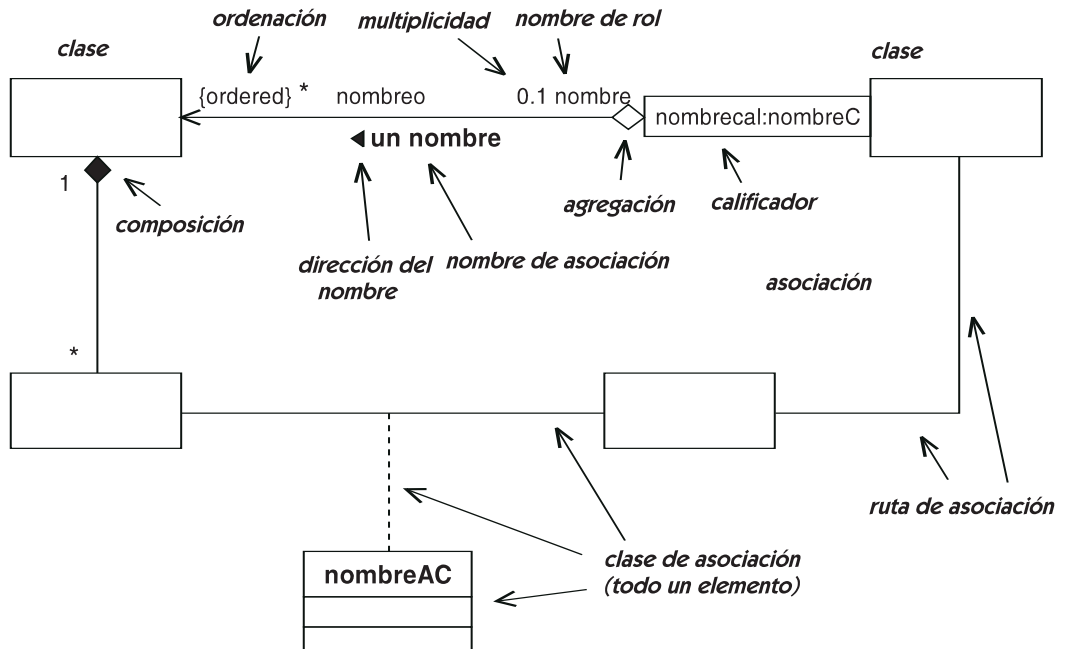 ordenación
multiplicidad
nombre de rol
clase
clase
{ordered} *
nombreo
0.1 nombre
nombrecal:nombreC
un nombre
1
composición
agregación
calificador
dirección del
nombre
nombre de asociación
asociación
*
ruta de asociación
clase de asociación
(todo un elemento)
nombreAC